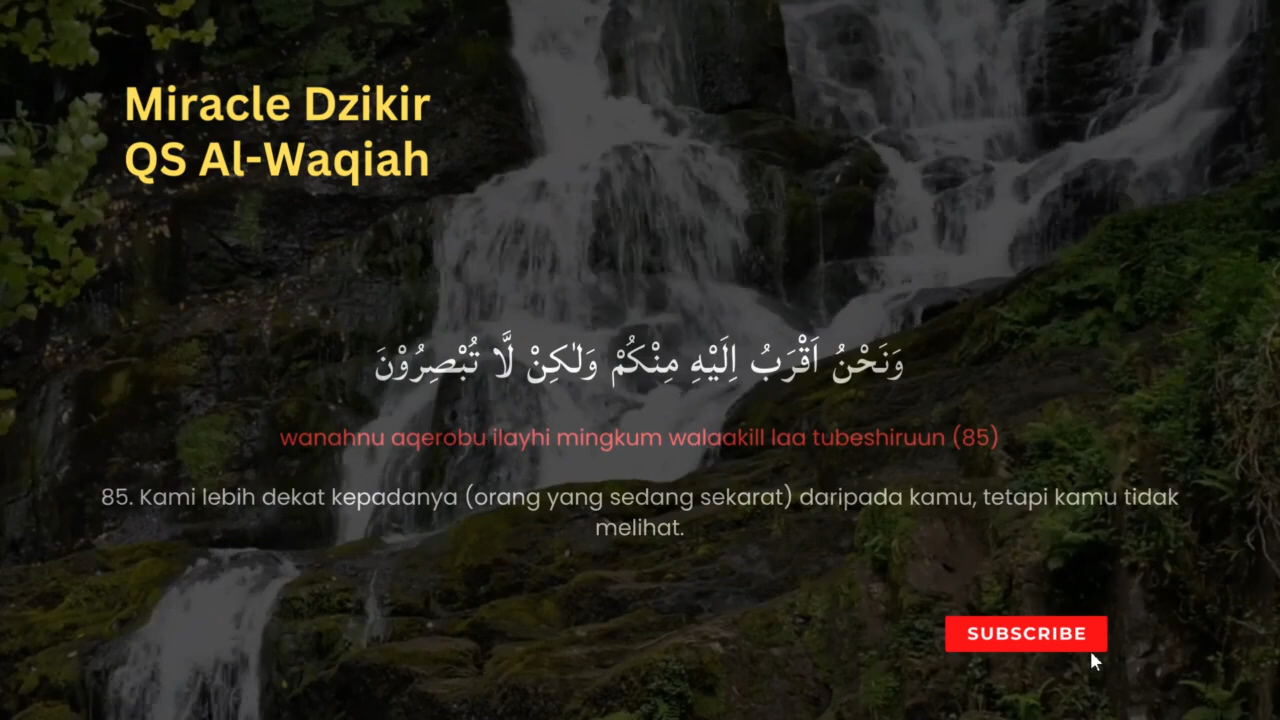 Miracle Dzikir
QS Al-Waqiah
وَنَحْنُ اَقْرَبُ اِلَيْهِ مِنْكُمْ وَلٰكِنْ لَّا تُبْصِرُوْنَ
wanahnu aqerobu ilayhi mingkum walaakill laa tubeshiruun (85)
85. Kami lebih dekat kepadanya (orang yang sedang sekarat) daripada kamu, tetapi kamu tidak
melihat.
SUBSCRIBE